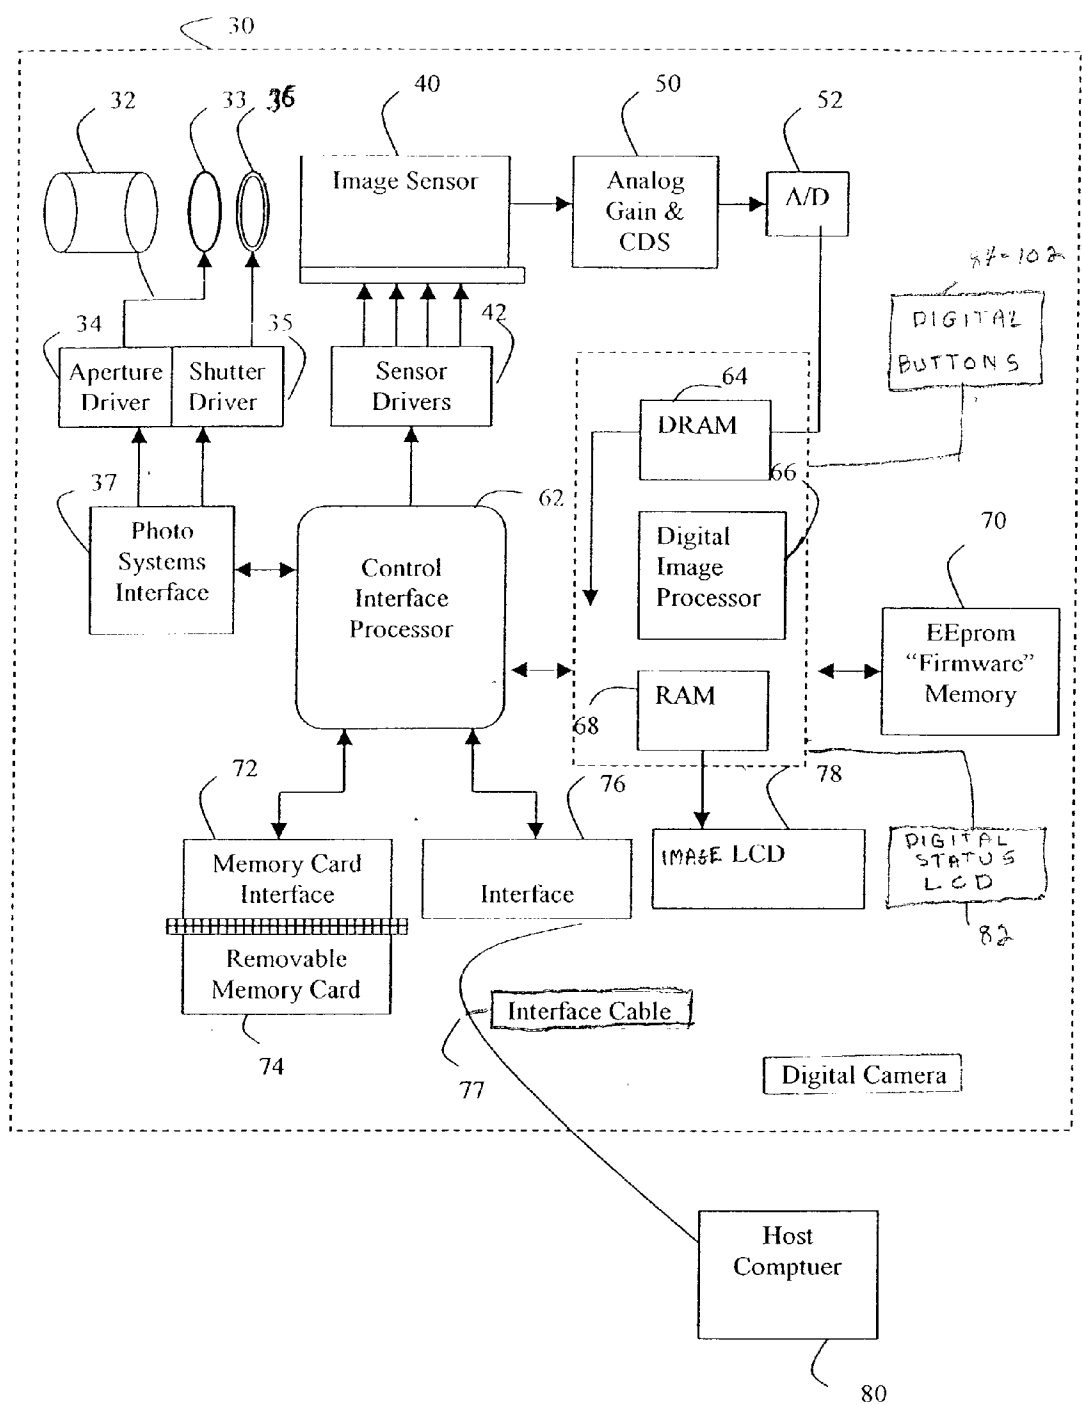 30
32
33
36
40
50
52
Image Sensor
Analog
Gain &
CDS
A/D
84-102
DIGITAL
BUTTONS
34
35
42
Aperture
Driver
Shutter
Driver
Sensor
Drivers
64
DRAM
66
37
62
70
Photo
Systems
Interface
Control
Interface
Processor
Digital
Image
Processor
EEprom
“Firmware”
Memory
68
RAM
72
76
78
Memory Card
Interface
Interface
IMAGE LCD
DIGITAL
STATUS
LCD
82
Removable
Memory Card
74
77
Interface Cable
Digital Camera
Host
Comptuer
80